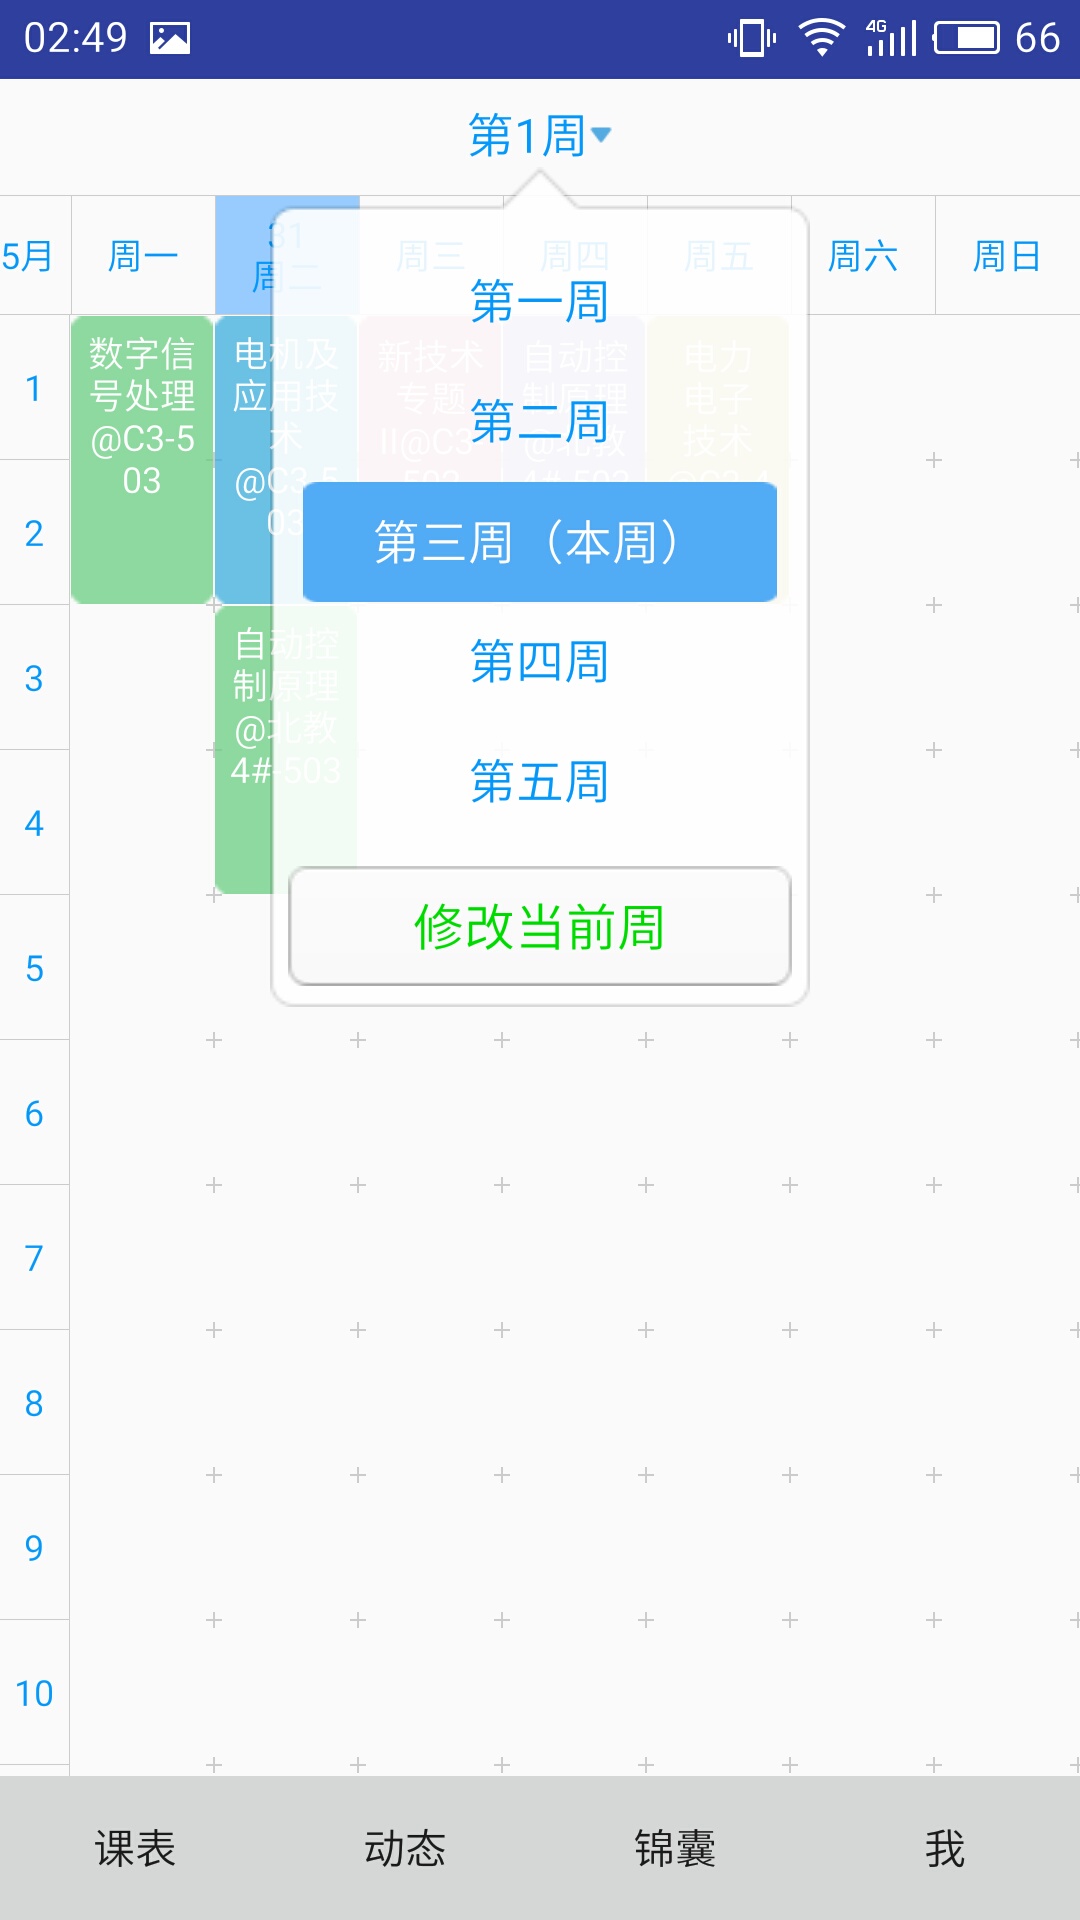 02:49
4G
66
第1周
5月
周一
31
周二
周三
周四
周五
周六
周日
第一周
第二周
第三周（本周）
第四周
第五周
修改当前周
数字信
号处理
@C3-5
03
电机及
应用技
术
@C3-5
03
自动控
制原理
@北教
4#-503
新技术
专题
II@C3-
503
自动控
制原理
@北教
4#-503
电力
电子
技术
1
2
3
4
5
6
7
8
9
10
课表
动态
锦囊
我